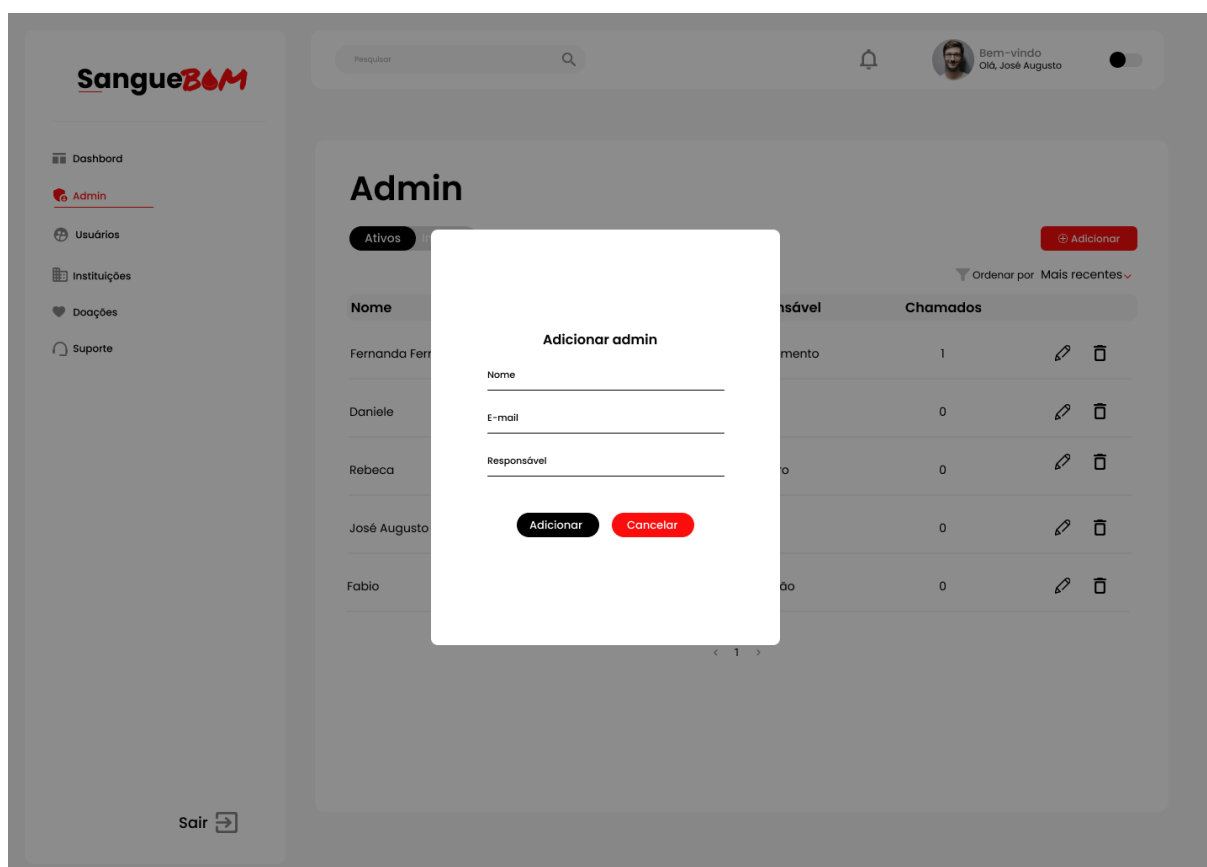 SangueBOM
Pesquisar
Bem-vindo
Olá, José Augusto
Dashbord
Admin
Usuários
Instituições
Doações
Suporte
Sair
Admin
Ativos
Adicionar
Ordenar por Mais recentes
Nome nsável Chamados
Fernanda Ferr mento 1
Daniele 0
Rebeca ro 0
José Augusto 0
Fabio ão 0
< 1 >
Adicionar admin
Nome
E-mail
Responsável
Adicionar Cancelar